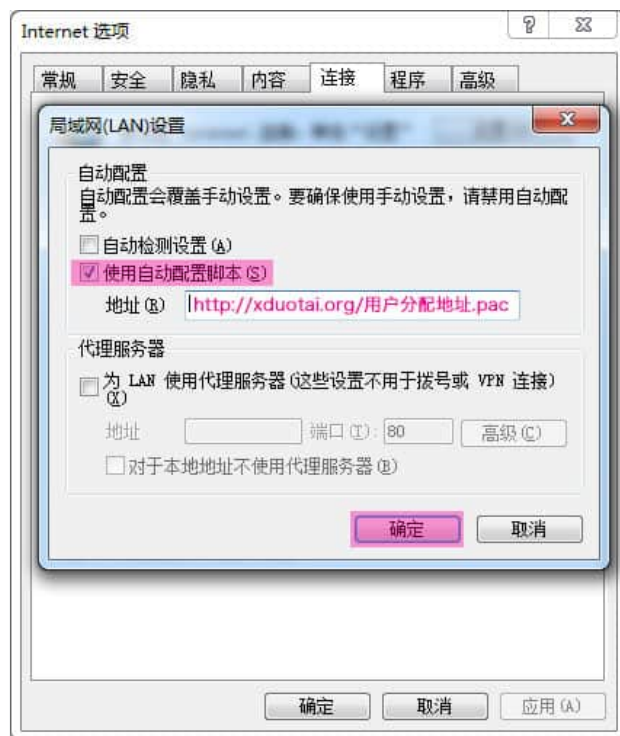 Internet 选项
常规 安全 隐私 内容 连接 程序 高级
局域网(LAN)设置
自动配置
自动配置会覆盖手动设置。要确保使用手动设置，请禁用自动配
置。
自动检测设置(A)
使用自动配置脚本(S)
地址(R) http://xduotai.org/用户分配地址.pac
代理服务器
为 LAN 使用代理服务器(这些设置不用于拨号或 VPN 连接)
(X)
地址 端口(T): 80 高级(C)
对于本地地址不使用代理服务器(B)
确定 取消
确定 取消 应用(A)